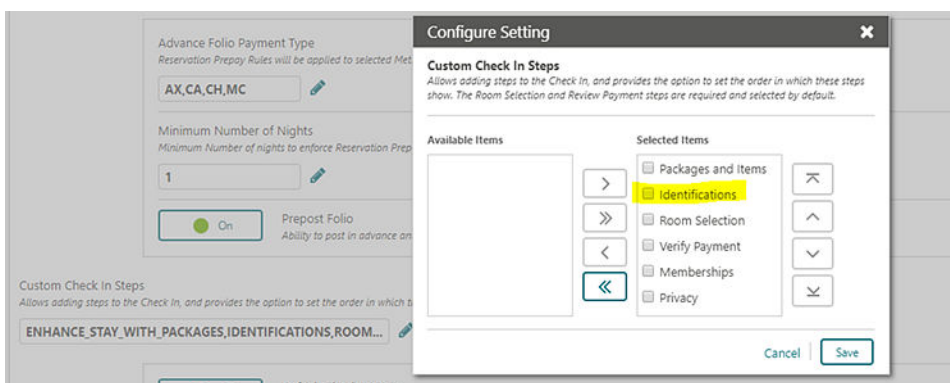 Advance Folio Payment Type
Reservation Prepay Rules will be applied to selected Met
AX,CA,CH,MC
Minimum Number of Nights
Minimum Number of nights to enforce Reservation Prep
1
On
Prepost Folio
Ability to post in advance an
Custom Check In Steps
Allows adding steps to the Check In, and provides the option to set the order in which t
ENHANCE_STAY_WITH_PACKAGES,IDENTIFICATIONS,ROOM...
Configure Setting
Custom Check In Steps
Allows adding steps to the Check In, and provides the option to set the order in which these steps
show. The Room Selection and Review Payment steps are required and selected by default.
Available Items
Selected Items
Packages and Items
Identifications
Room Selection
Verify Payment
Memberships
Privacy
Cancel
Save